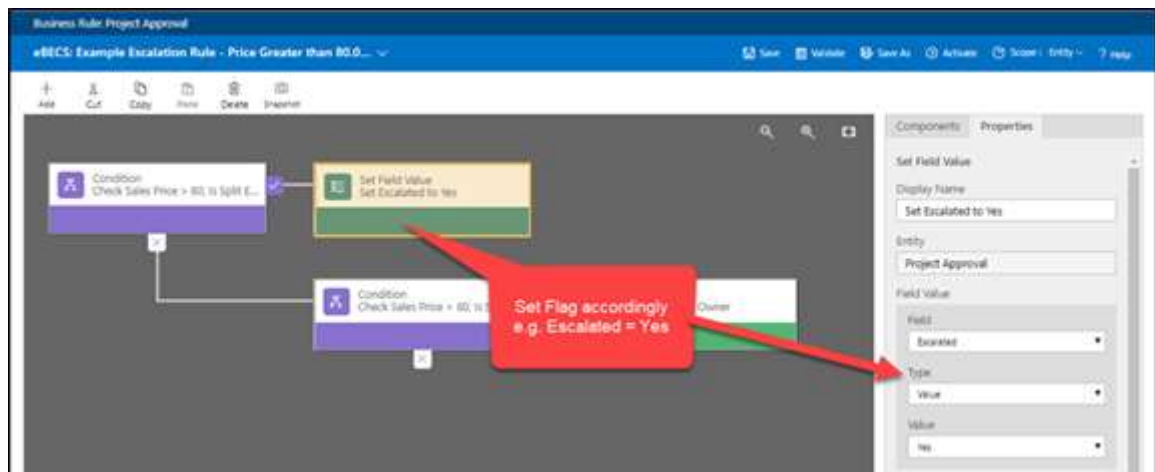 Business Rule: Project Approval
eBECS: Example Escalation Rule - Price Greater than 80.0...
Save Validate Save As Activate Scope: Entity ? Help
Add Cut Copy Paste Delete Snapshot
Components Properties
Set Field Value
Display Name
Set Escalated to Yes
Entity
Project Approval
Field Value
Field
Escalated
Type
Value
Value
Yes
Condition
Check Sales Price > 80, Is Split E...
Set Field Value
Set Escalated to Yes
Condition
Check Sales Price > 80, Is S
Owner
Set Flag accordingly
e.g. Escalated = Yes